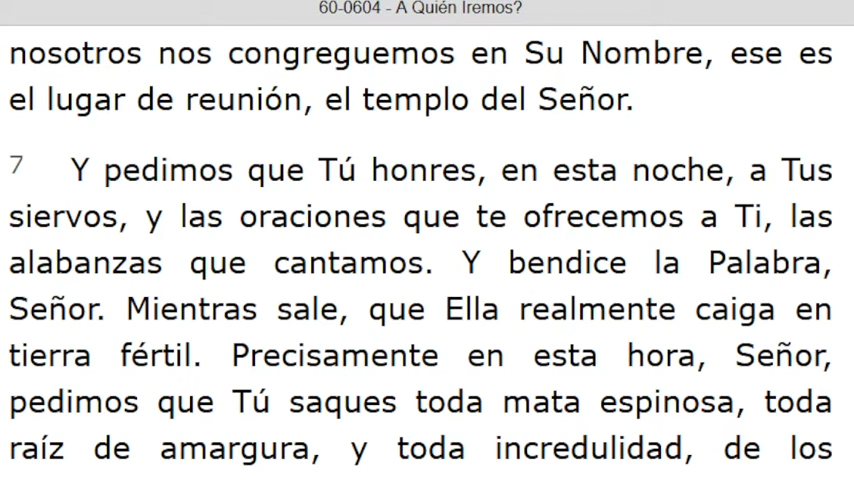 60-0604 - A Quién Iremos?
nosotros nos congreguemos en Su Nombre, ese es
el lugar de reunión, el templo del Señor.
7 Y pedimos que Tú honres, en esta noche, a Tus
siervos, y las oraciones que te ofrecemos a Ti, las
alabanzas que cantamos. Y bendice la Palabra,
Señor. Mientras sale, que Ella realmente caiga en
tierra fértil. Precisamente en esta hora, Señor,
pedimos que Tú saques toda mata espinosa, toda
raíz de amargura, y toda incredulidad, de los